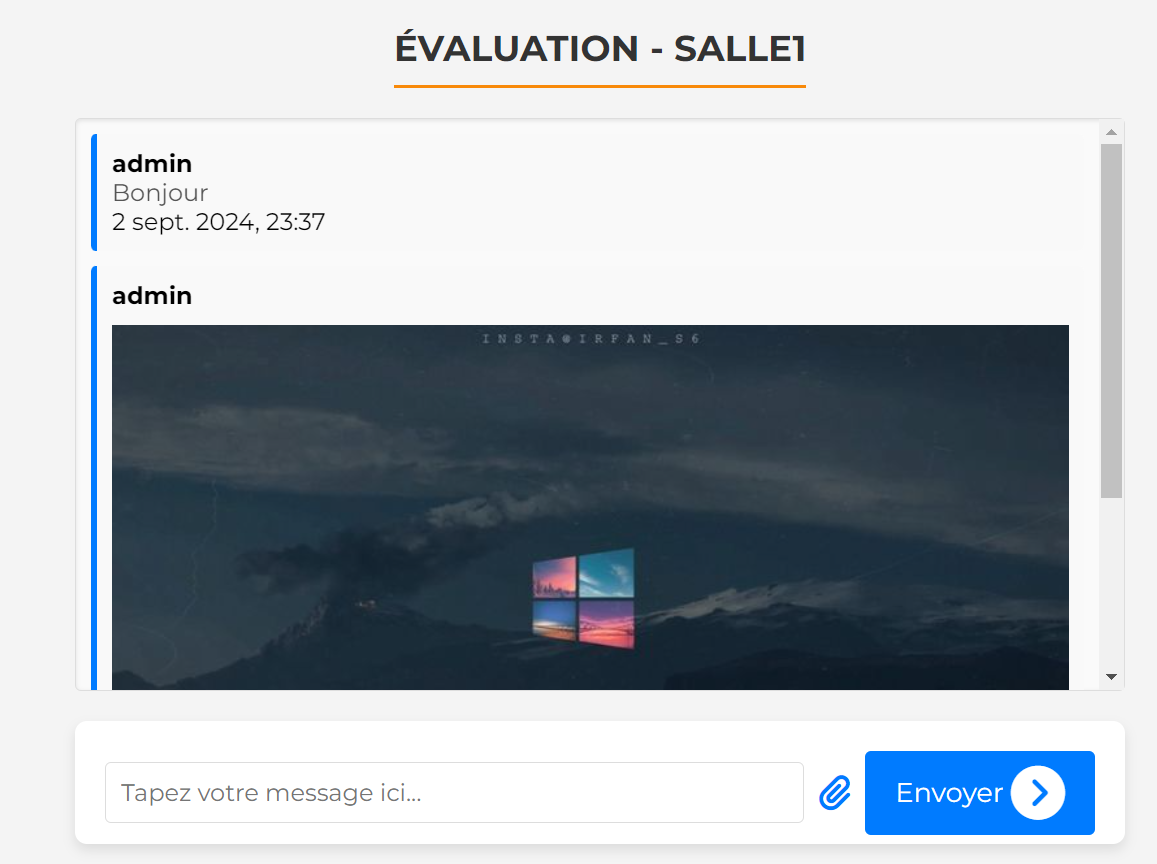 ÉVALUATION - SALLE1
admin
Bonjour
2 sept. 2024, 23:37
admin
INSTA@IRFAN_S6
Tapez votre message ici...
Envoyer